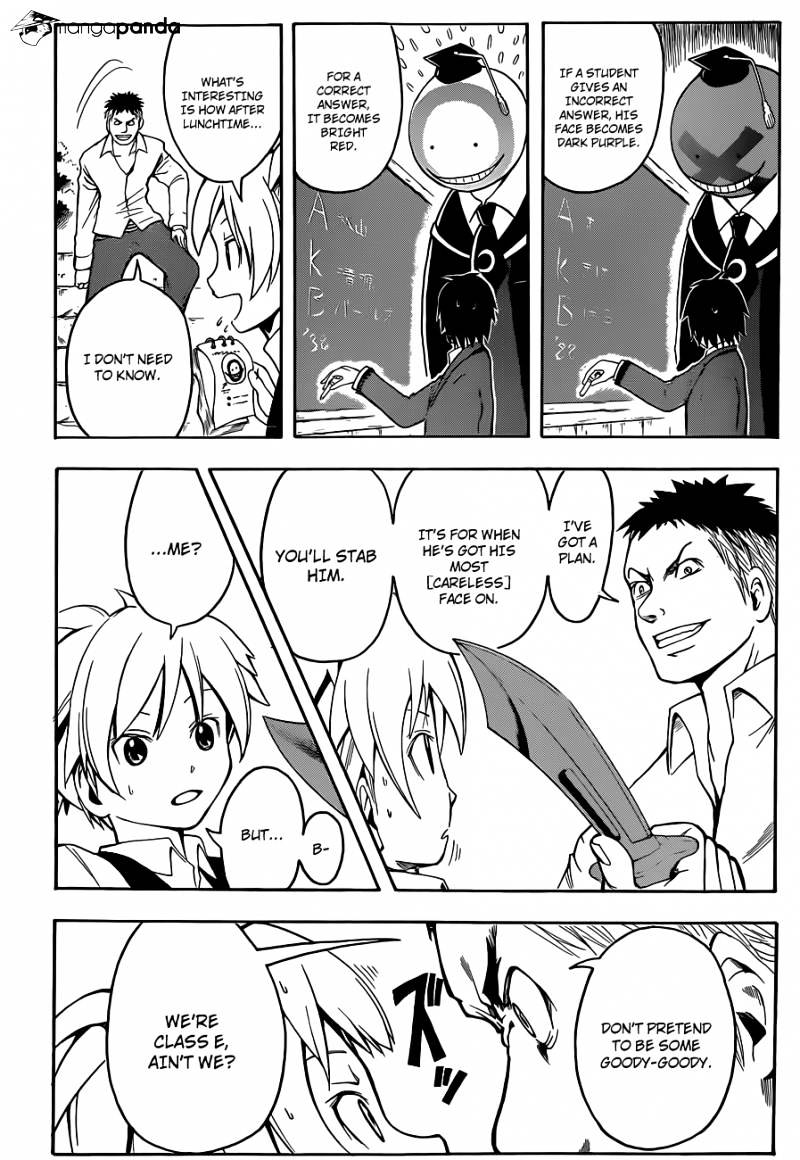 mangapanda
IF A STUDENT
GIVES AN
INCORRECT
ANSWER, HIS
FACE BECOMES
DARK PURPLE.
A
K
B
FOR A
CORRECT
ANSWER,
IT BECOMES
BRIGHT
RED.
A
K
B
WHAT'S
INTERESTING
IS HOW AFTER
LUNCHTIME...
I DON'T NEED
TO KNOW.
I'VE
GOT A
PLAN.
IT'S FOR WHEN
HE'S GOT HIS
MOST
[CARELESS]
FACE ON.
YOU'LL STAB
HIM.
...ME?
B-
BUT...
DON'T PRETEND
TO BE SOME
GOODY-GOODY.
ズズ
WE'RE
CLASS E,
AIN'T WE?